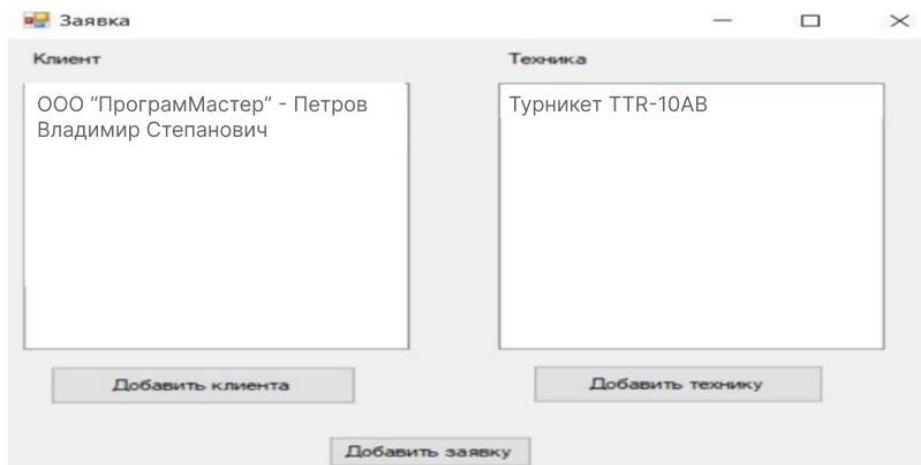 Заявка
Клиент
Техника
ООО “ПрограмМастер” - Петров
Владимир Степанович
Турникет TTR-10AB
Добавить клиента
Добавить технику
Добавить заявку